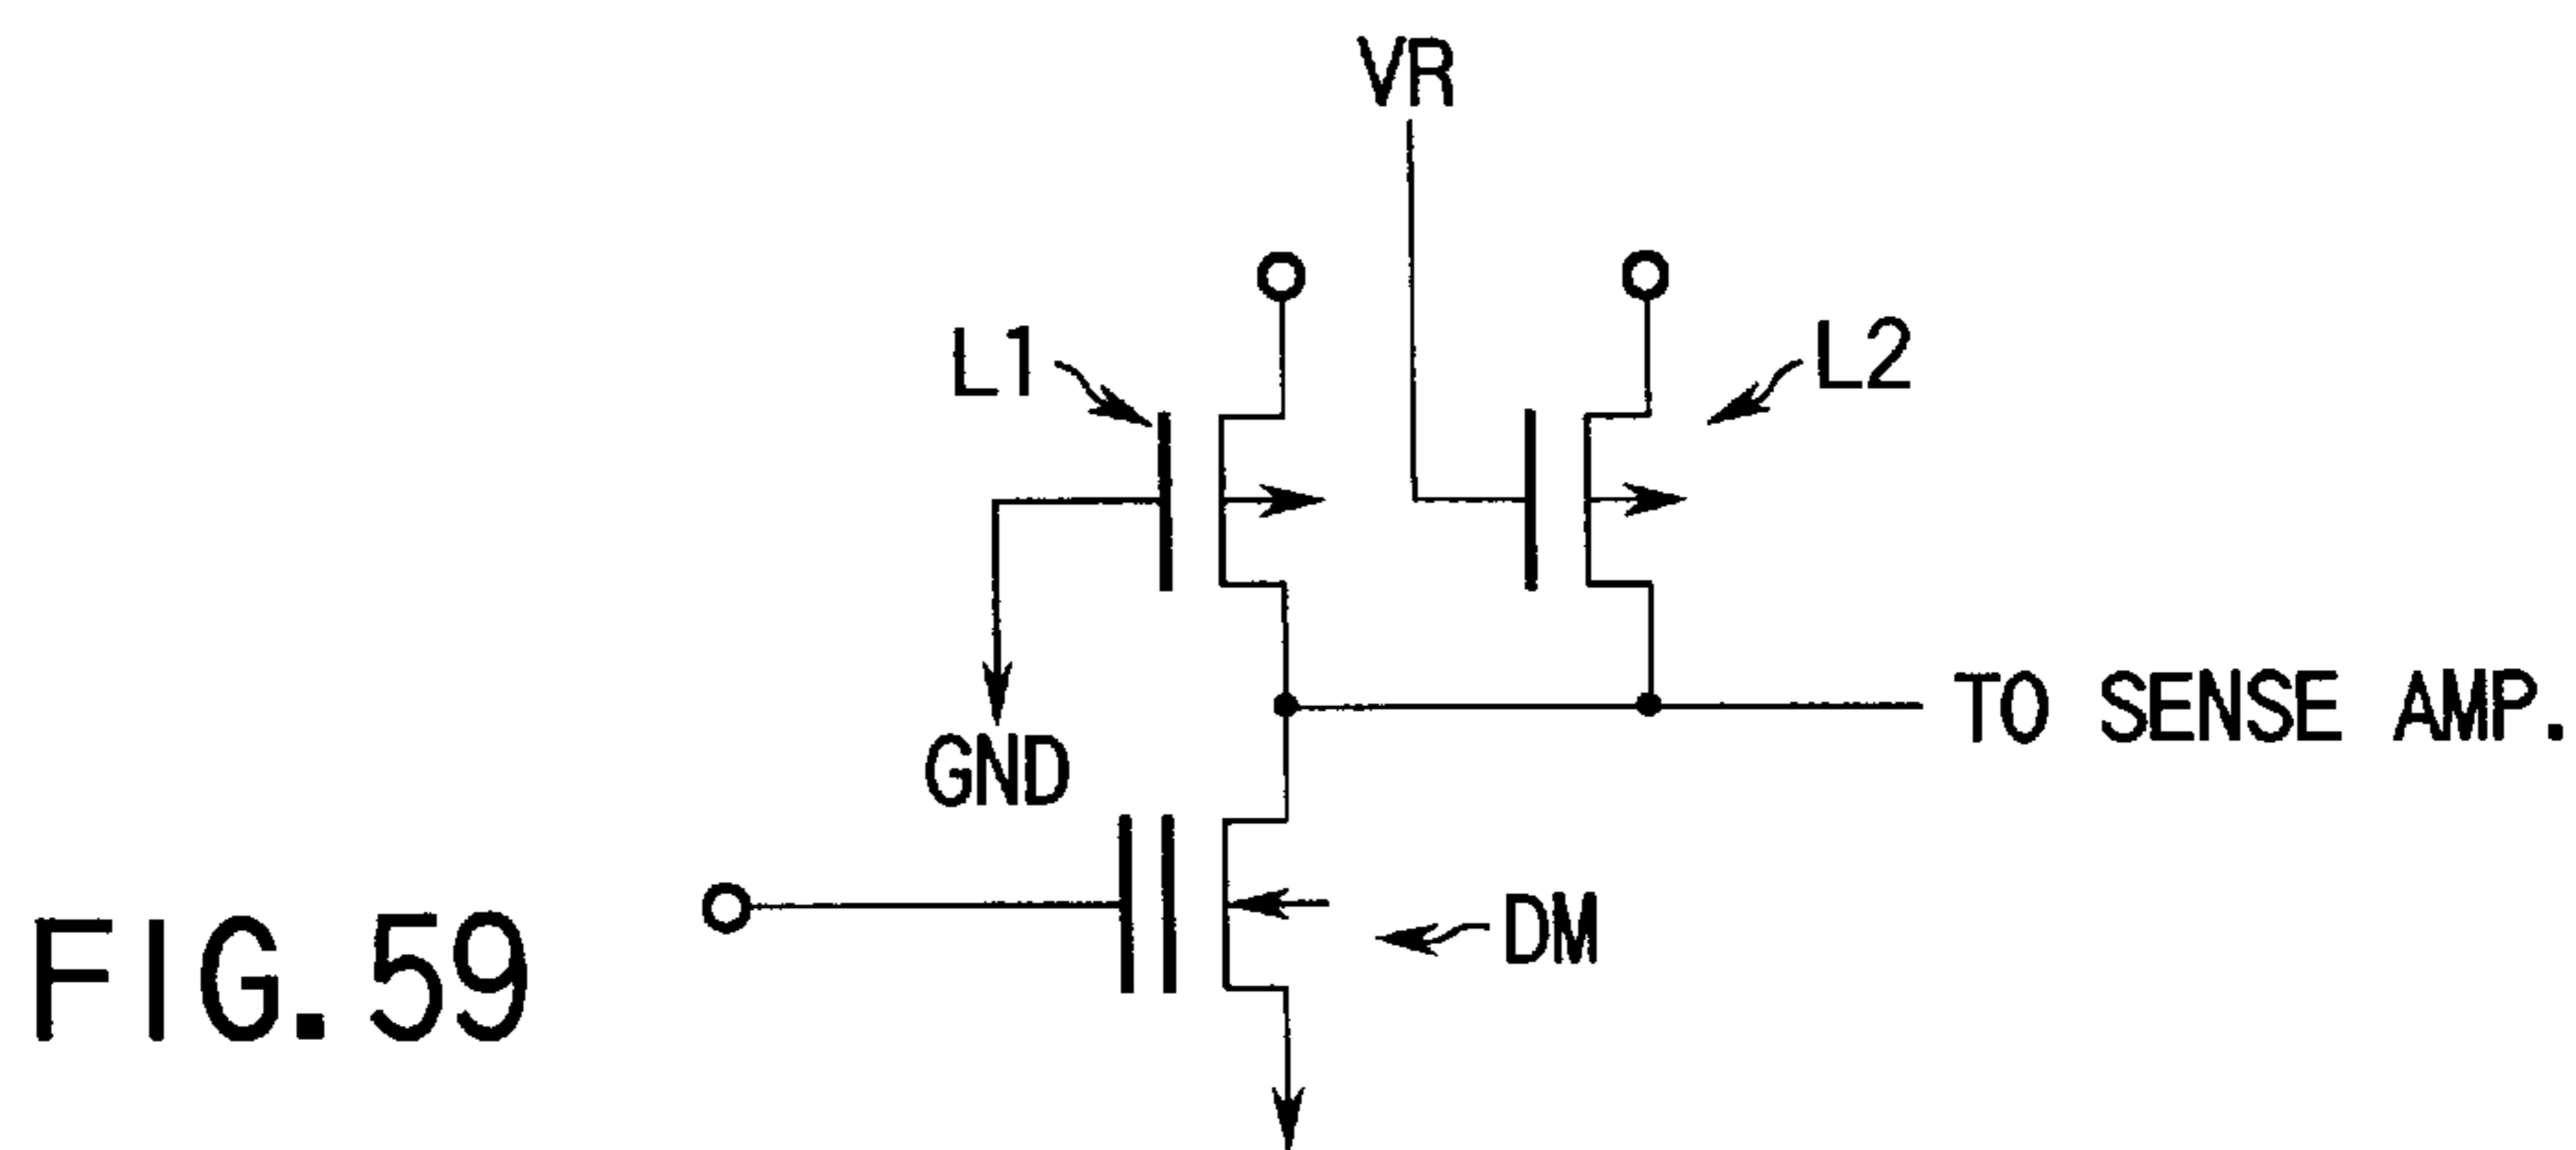 VR
L1
L2
TO SENSE AMP.
GND
DM
FIG. 59